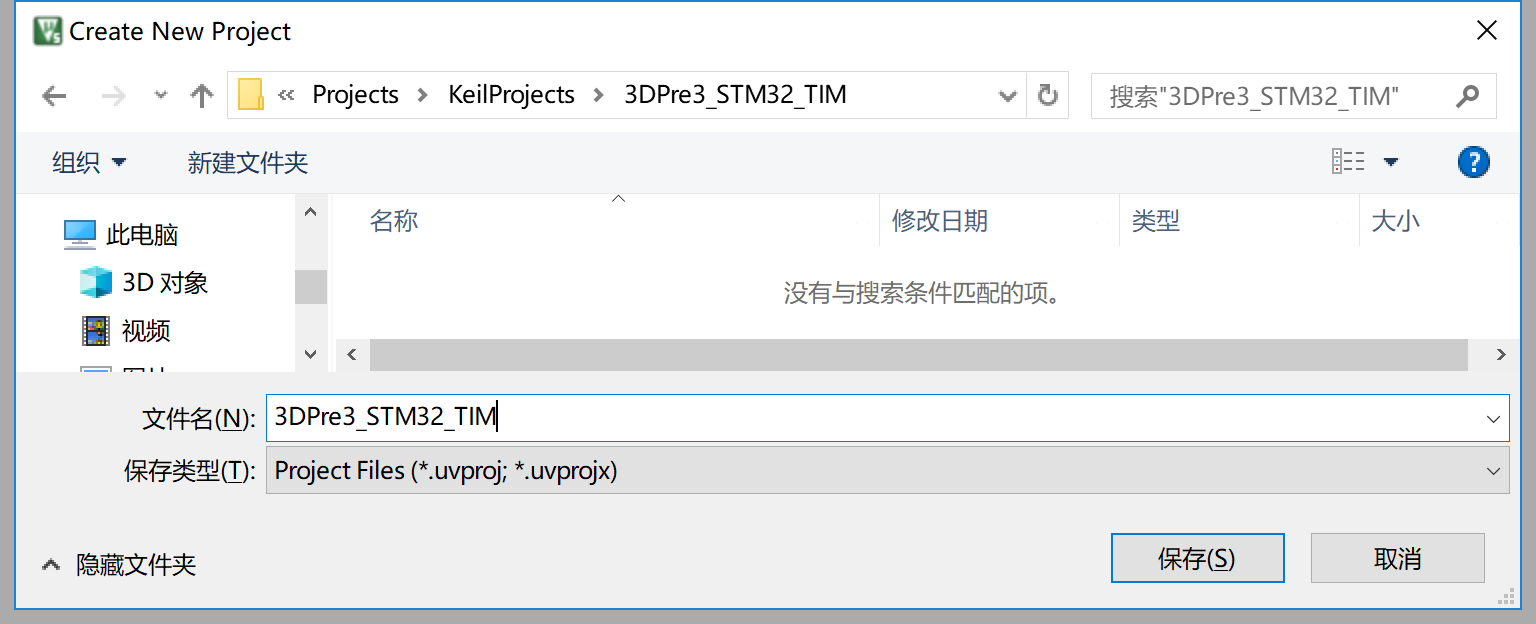 Create New Project
« Projects > KeilProjects > 3DPre3_STM32_TIM
搜索"3DPre3_STM32_TIM"
组织
新建文件夹
名称 修改日期 类型 大小
此电脑
3D 对象
视频
没有与搜索条件匹配的项。
文件名(N): 3DPre3_STM32_TIM
保存类型(T): Project Files (*.uvproj; *.uvprojx)
隐藏文件夹
保存(S) 取消